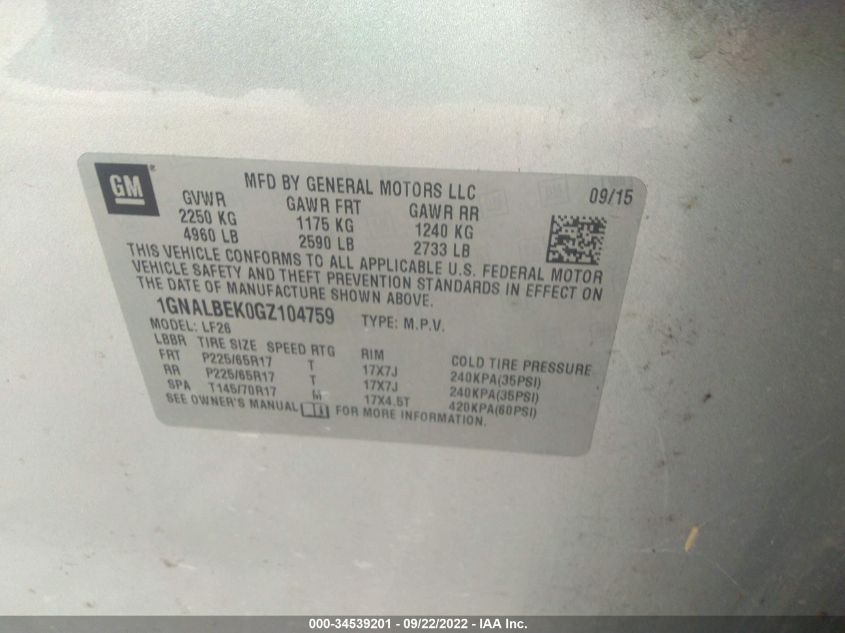 GM
MFD BY GENERAL MOTORS LLC 09/15
GVWR GAWR FRT GAWR RR
2250 KG 1175 KG 1240 KG
4960 LB 2590 LB 2733 LB
THIS VEHICLE CONFORMS TO ALL APPLICABLE U.S. FEDERAL MOTOR
VEHICLE SAFETY AND THEFT PREVENTION STANDARDS IN EFFECT ON
THE DATE OF MANUFACTURE SHOWN ABOVE.
1GNALBEK0GZ104759 TYPE: M.P.V.
MODEL: LF26
LBBR TIRE SIZE SPEED RTG RIM COLD TIRE PRESSURE
FRT P225/65R17 T 17X7J 240KPA(35PSI)
RR P225/65R17 T 17X7J 240KPA(35PSI)
SPA T145/70R17 M 17X4.5T 420KPA(60PSI)
SEE OWNER'S MANUAL FOR MORE INFORMATION.
000-34539201 - 09/22/2022 - IAA Inc.